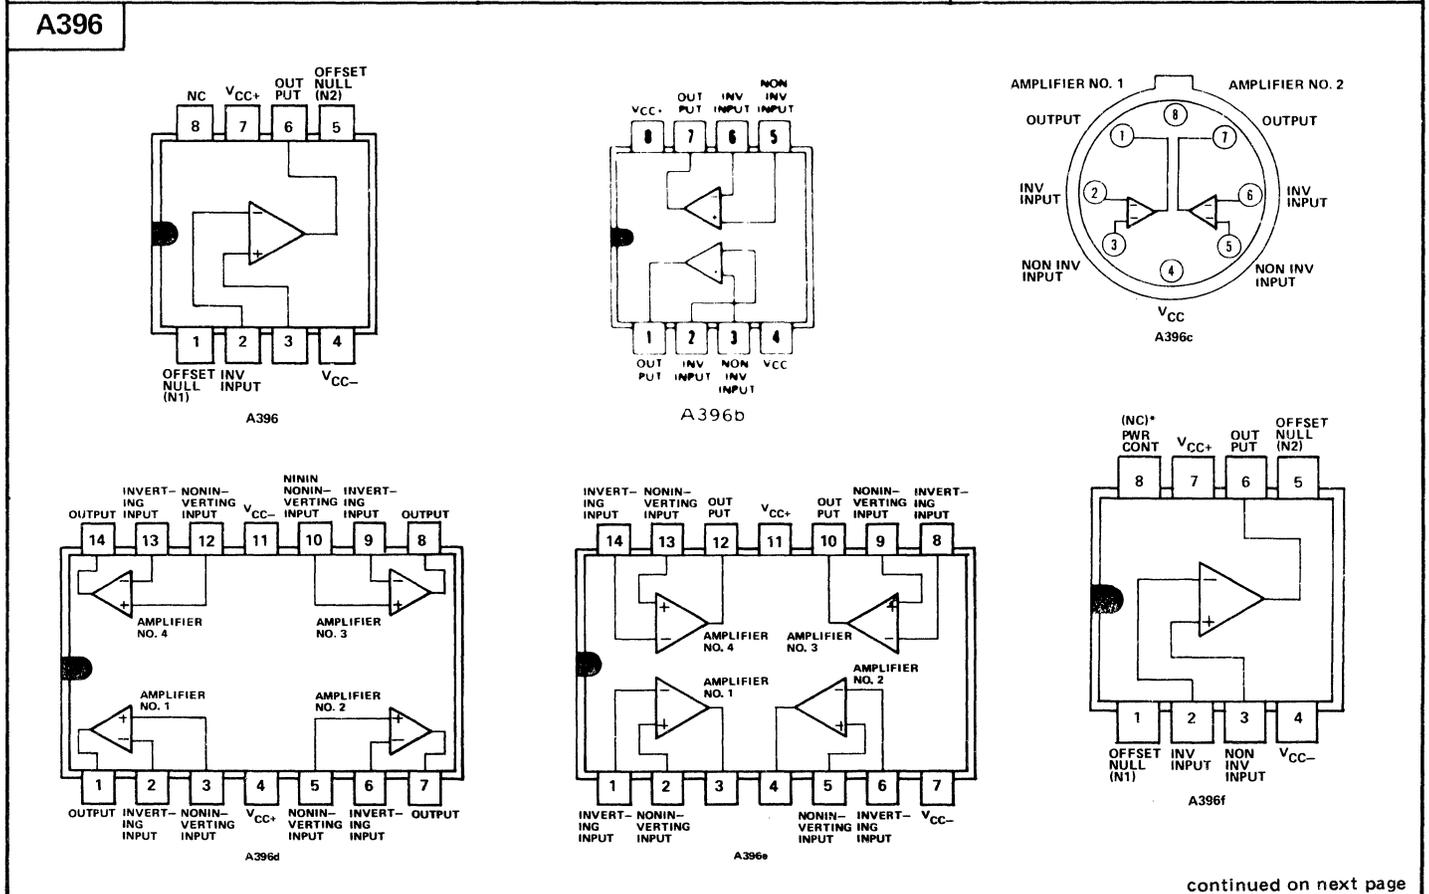 A396
NC
VCC+
OUT
PUT
OFFSET
NULL
(N2)
8 7 6 5
−
+
1 2 3 4
OFFSET
NULL
(N1)
INV
INPUT
VCC−
A396
VCC+
OUT
PUT
INV
INPUT
NON
INV
INPUT
8 7 6 5
1 2 3 4
OUT
PUT
INV
INPUT
NON
INV
INPUT
VCC
A396b
AMPLIFIER NO. 1
AMPLIFIER NO. 2
OUTPUT
OUTPUT
8
1 7
INV
INPUT
2 6
INV
INPUT
3 5
NON INV
INPUT
4
NON INV
INPUT
VCC
A396c
OUTPUT
INVERT–
ING
INPUT
NONIN–
VERTING
INPUT
VCC−
NININ
NONIN–
VERTING
INPUT
INVERT–
ING
INPUT
OUTPUT
14 13 12 11 10 9 8
−
+
AMPLIFIER
NO. 4
−
+
AMPLIFIER
NO. 3
AMPLIFIER
NO. 1
+
−
AMPLIFIER
NO. 2
+
−
1 2 3 4 5 6 7
OUTPUT
INVERT–
ING
INPUT
NONIN–
VERTING
INPUT
VCC+
NONIN–
VERTING
INPUT
INVERT–
ING
INPUT
OUTPUT
A396d
INVERT–
ING
INPUT
NONIN–
VERTING
INPUT
OUT
PUT
VCC+
OUT
PUT
NONIN–
VERTING
INPUT
INVERT–
ING
INPUT
14 13 12 11 10 9 8
+
−
AMPLIFIER
NO. 4
AMPLIFIER
NO. 3
+
−
AMPLIFIER
NO. 1
−
+
AMPLIFIER
NO. 2
−
+
1 2 3 4 5 6 7
INVERT–
ING
INPUT
NONIN–
VERTING
INPUT
NONIN–
VERTING
INPUT
INVERT–
ING
INPUT
VCC−
A396e
(NC)*
PWR
CONT
VCC+
OUT
PUT
OFFSET
NULL
(N2)
8 7 6 5
−
+
1 2 3 4
OFFSET
NULL
(N1)
INV
INPUT
NON
INV
INPUT
VCC−
A396f
continued on next page